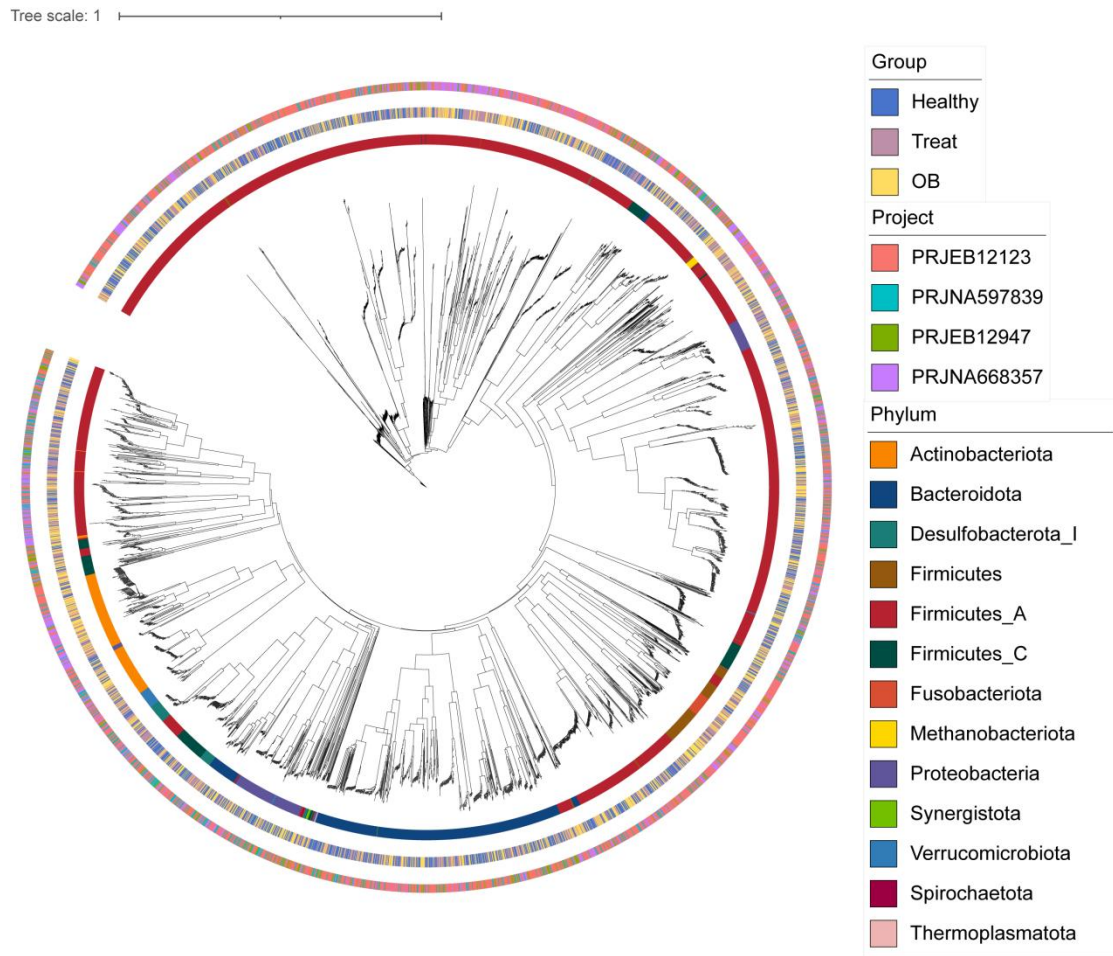 Tree scale: 1
Group
Healthy
Treat
OB
Project
PRJEB12123
PRJNA597839
PRJEB12947
PRJNA668357
Phylum
Actinobacteriota
Bacteroidota
Desulfobacterota_I
Firmicutes
Firmicutes_A
Firmicutes_C
Fusobacteriota
Methanobacteriota
Proteobacteria
Synergistota
Verrucomicrobiota
Spirochaetota
Thermoplasmatota